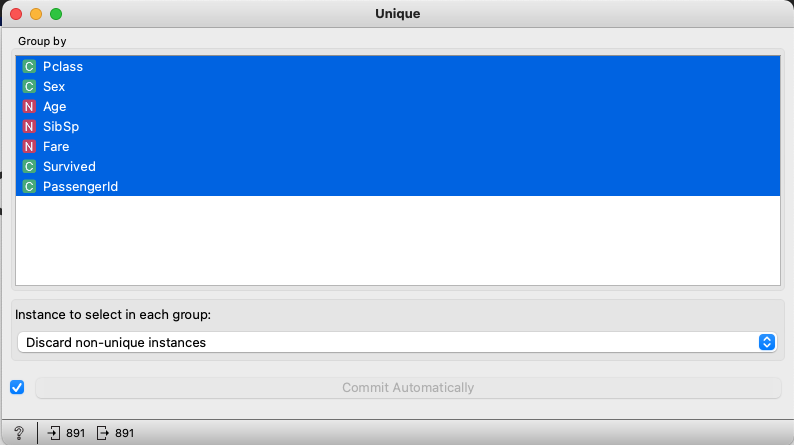 Unique
Group by
C Pclass
C Sex
N Age
N SibSp
N Fare
C Survived
C PassengerId
Instance to select in each group:
Discard non-unique instances
Commit Automatically
? 891 891